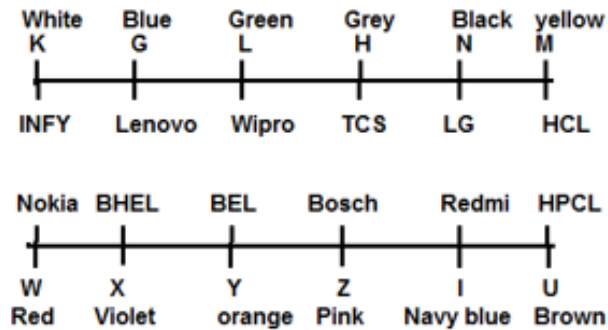 White Blue Green Grey Black yellow
K G L H N M
INFY Lenovo Wipro TCS LG HCL
Nokia BHEL BEL Bosch Redmi HPCL
W X Y Z I U
Red Violet orange Pink Navy blue Brown